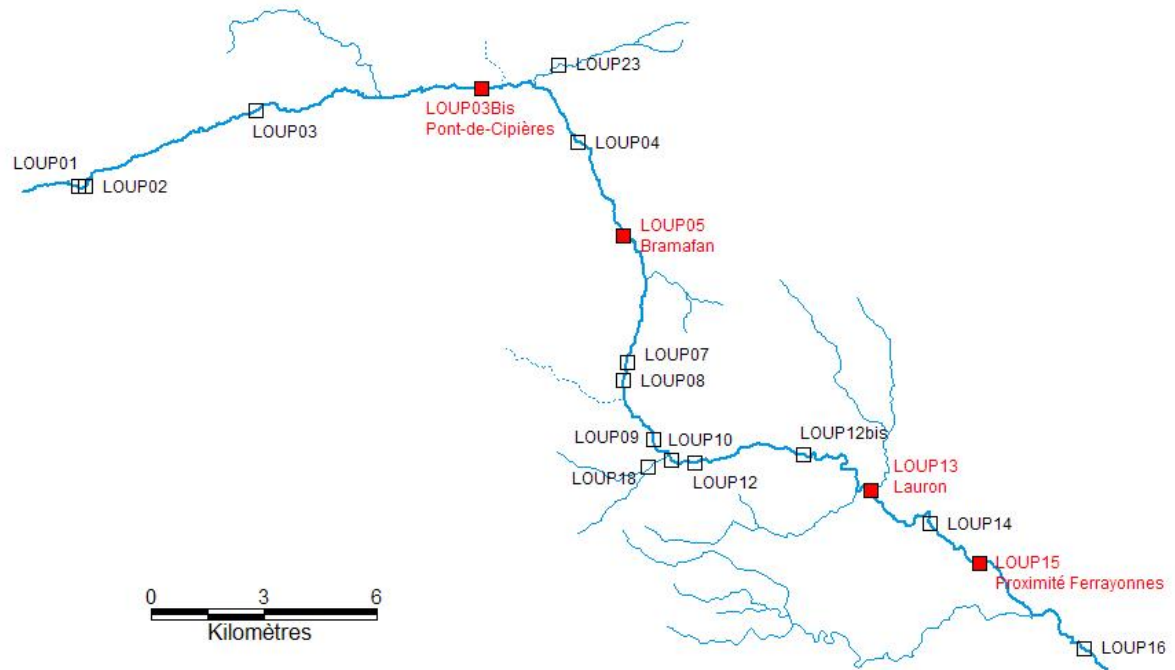 LOUP23
LOUP03Bis
Pont-de-Cipières
LOUP03
LOUP04
LOUP01
LOUP02
LOUP05
Bramafan
LOUP07
LOUP08
LOUP09
LOUP10
LOUP12bis
LOUP18
LOUP12
LOUP13
Lauron
LOUP14
LOUP15
Proximité Ferrayonnes
0 3 6
Kilomètres
LOUP16